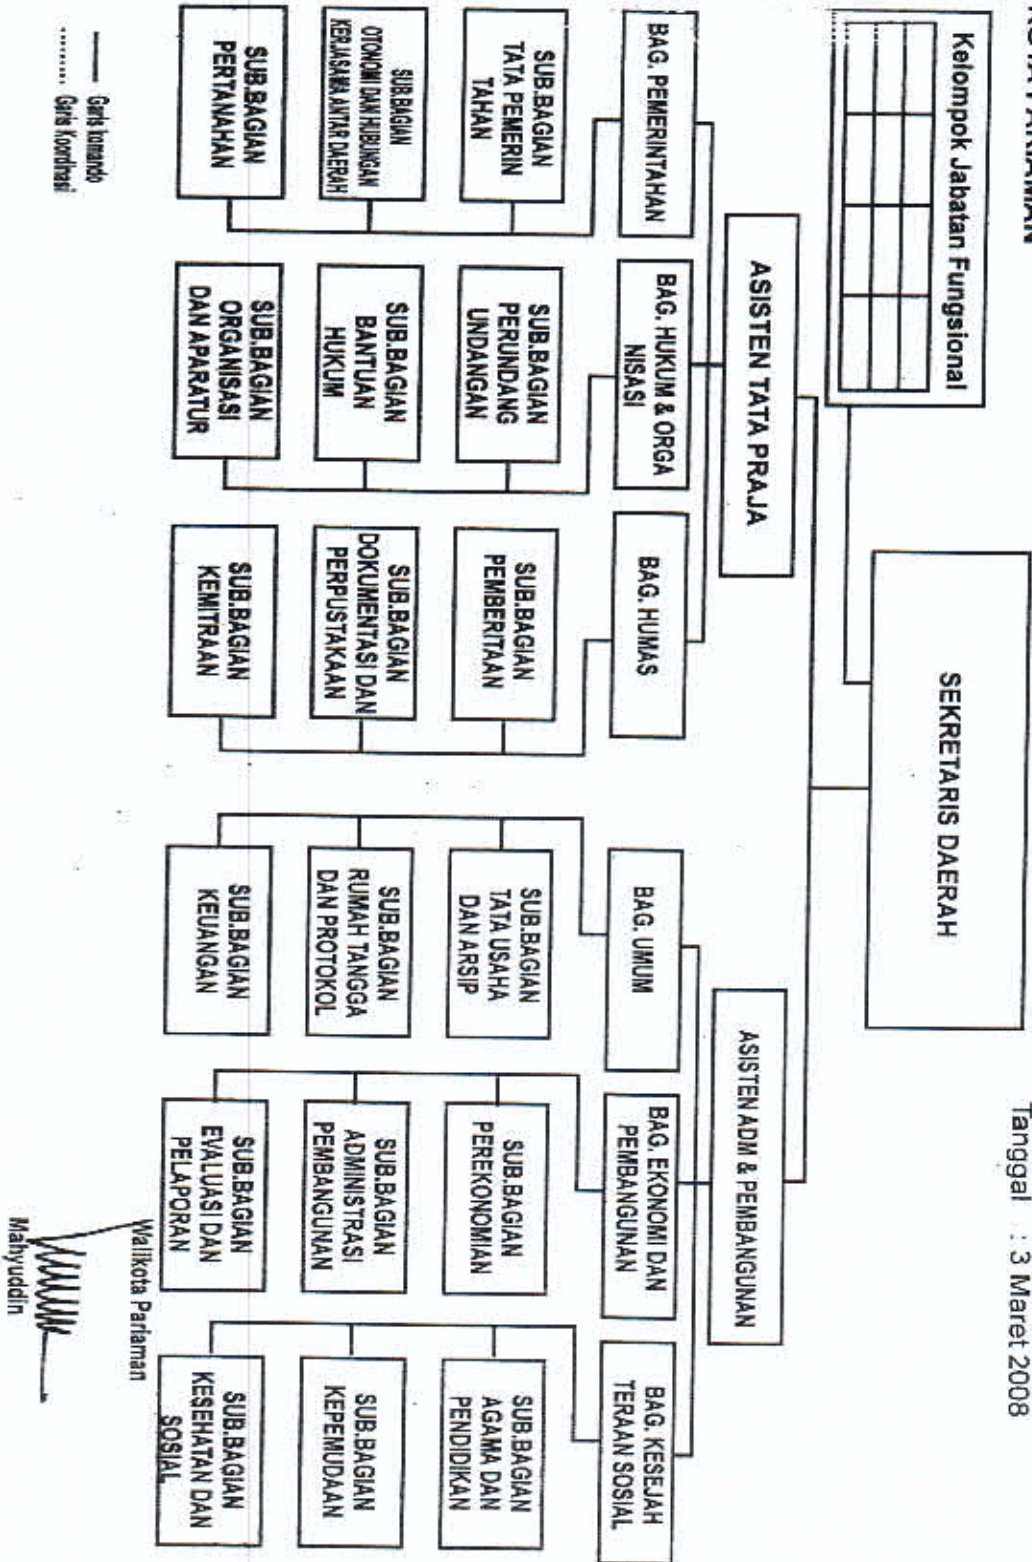 KOTA PARIAMAN
Tanggal : 3 Maret 2008
Kelompok Jabatan Fungsional
SEKRETARIS DAERAH
ASISTEN TATA PRAJA
ASISTEN ADM & PEMBANGUNAN
BAG. PEMERINTAHAN
BAG. HUKUM & ORGA
NISASI
BAG. HUMAS
BAG. UMUM
BAG. EKONOMI DAN
PEMBANGUNAN
BAG. KESEJAH
TERAAN SOSIAL
SUB.BAGIAN
TATA PEMERIN
TAHAN
SUB.BAGIAN
PERUNDANG
UNDANGAN
SUB.BAGIAN
PEMBERITAAN
SUB.BAGIAN
TATA USAHA
DAN ARSIP
SUB.BAGIAN
PEREKONOMIAN
SUB.BAGIAN
AGAMA DAN
PENDIDIKAN
SUB.BAGIAN
OTONOMI DAN HUBUNGAN
KERJASAMA ANTAR DAERAH
SUB.BAGIAN
BANTUAN
HUKUM
SUB.BAGIAN
DOKUMENTASI DAN
PERPUSTAKAAN
SUB.BAGIAN
RUMAH TANGGA
DAN PROTOKOL
SUB.BAGIAN
ADMINISTRASI
PEMBANGUNAN
SUB.BAGIAN
KEPEMUDAAN
SUB.BAGIAN
PERTANAHAN
SUB.BAGIAN
ORGANISASI
DAN APARATUR
SUB.BAGIAN
KEMITRAAN
SUB.BAGIAN
KEUANGAN
SUB.BAGIAN
EVALUASI DAN
PELAPORAN
SUB.BAGIAN
KESEHATAN DAN
SOSIAL
Garis komando
Garis Koordinasi
Walikota Pariaman
Mahyuddin